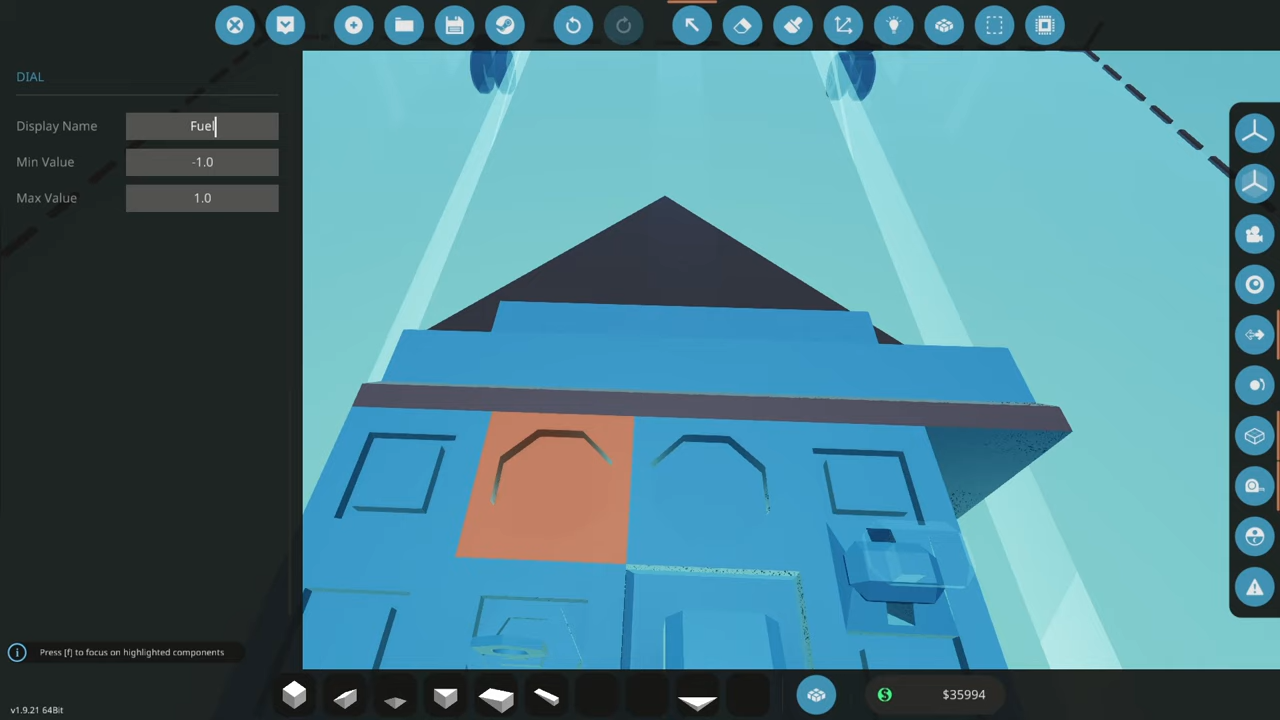 DIAL
Display Name Fuel
Min Value -1.0
Max Value 1.0
Press [f] to focus on highlighted components
$35994
v1.9.21 64Bit